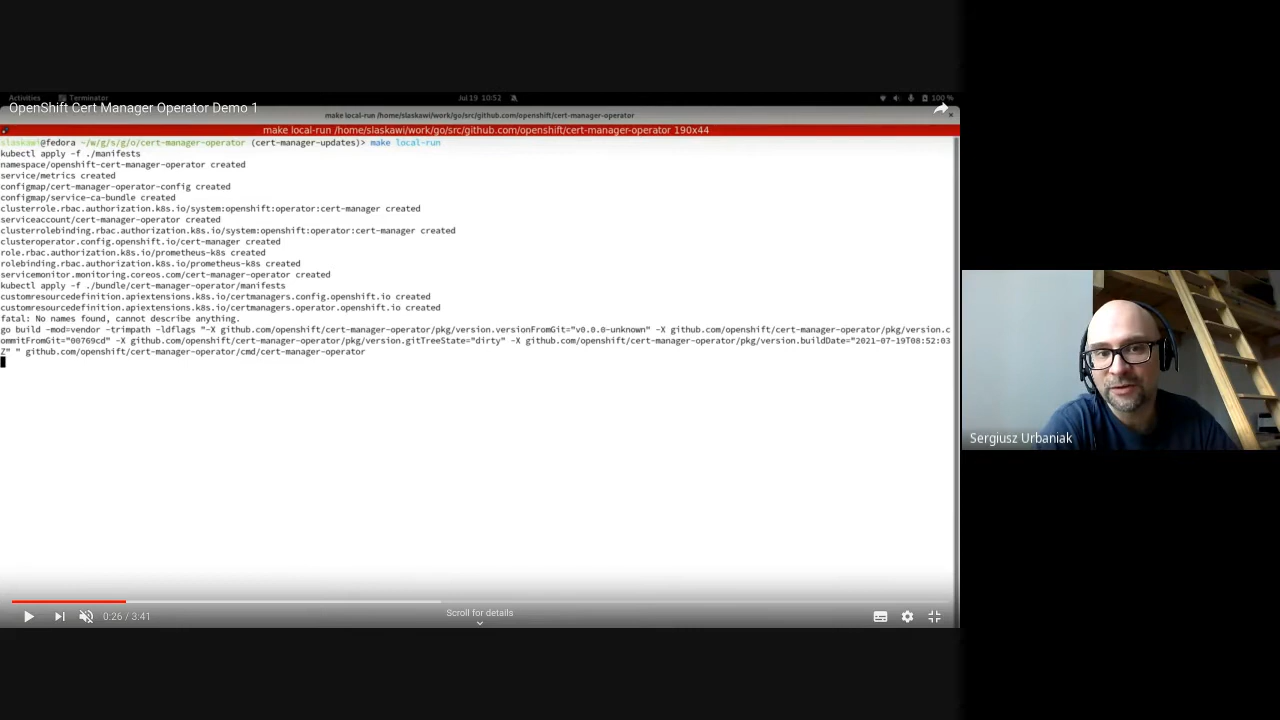 Activities
Terminator
Jul 19 10:52
100 %
OpenShift Cert Manager Operator Demo 1
make local-run /home/slaskawi/work/go/src/github.com/openshift/cert-manager-operator
make local-run /home/slaskawi/work/go/src/github.com/openshift/cert-manager-operator 190x44
slaskawi@fedora ~/w/g/s/g/o/cert-manager-operator (cert-manager-updates)> make local-run
kubectl apply -f ./manifests
namespace/openshift-cert-manager-operator created
service/metrics created
configmap/cert-manager-operator-config created
configmap/service-ca-bundle created
clusterrole.rbac.authorization.k8s.io/system:openshift:operator:cert-manager created
serviceaccount/cert-manager-operator created
clusterrolebinding.rbac.authorization.k8s.io/system:openshift:operator:cert-manager created
clusteroperator.config.openshift.io/cert-manager created
role.rbac.authorization.k8s.io/prometheus-k8s created
rolebinding.rbac.authorization.k8s.io/prometheus-k8s created
servicemonitor.monitoring.coreos.com/cert-manager-operator created
kubectl apply -f ./bundle/cert-manager-operator/manifests
customresourcedefinition.apiextensions.k8s.io/certmanagers.config.openshift.io created
customresourcedefinition.apiextensions.k8s.io/certmanagers.operator.openshift.io created
fatal: No names found, cannot describe anything.
go build -mod=vendor -trimpath -ldflags "-X github.com/openshift/cert-manager-operator/pkg/version.versionFromGit="v0.0.0-unknown" -X github.com/openshift/cert-manager-operator/pkg/version.c
ommitFromGit="00769cd" -X github.com/openshift/cert-manager-operator/pkg/version.gitTreeState="dirty" -X github.com/openshift/cert-manager-operator/pkg/version.buildDate="2021-07-19T08:52:03
Z" " github.com/openshift/cert-manager-operator/cmd/cert-manager-operator
Sergiusz Urbaniak
0:26 / 3:41
Scroll for details